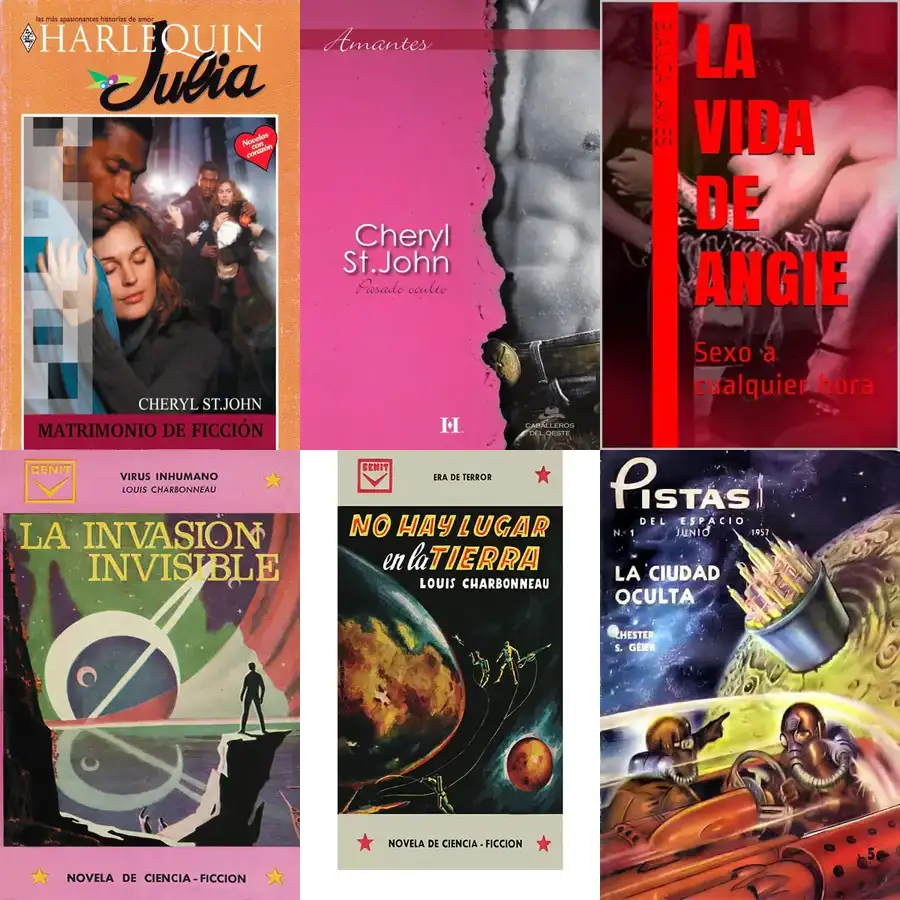 las más apasionantes historias de amor
HARLEQUIN
Julia
Novelas
con
corazón
CHERYL ST.JOHN
MATRIMONIO DE FICCIÓN
Amantes
Cheryl
St.John
Pasado oculto
H
CABALLEROS
DEL OESTE
LA
VIDA
DE
ANGIE
Sexo a
cualquier hora
CENIT
VIRUS INHUMANO
LOUIS CHARBONNEAU
LA INVASION
INVISIBLE
NOVELA DE CIENCIA-FICCION
CENIT
ERA DE TERROR
NO HAY LUGAR
en la TIERRA
LOUIS CHARBONNEAU
NOVELA DE CIENCIA-FICCION
PISTAS
DEL ESPACIO
N.º 1 JUNIO 1957
LA CIUDAD
OCULTA
CHESTER
S. GEIER
5